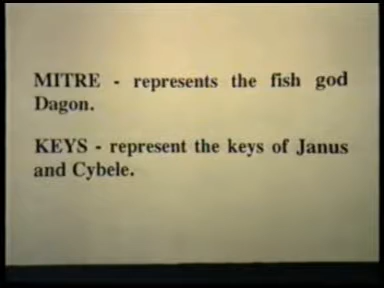 MITRE - represents the fish god
Dagon.
KEYS - represent the keys of Janus
and Cybele.